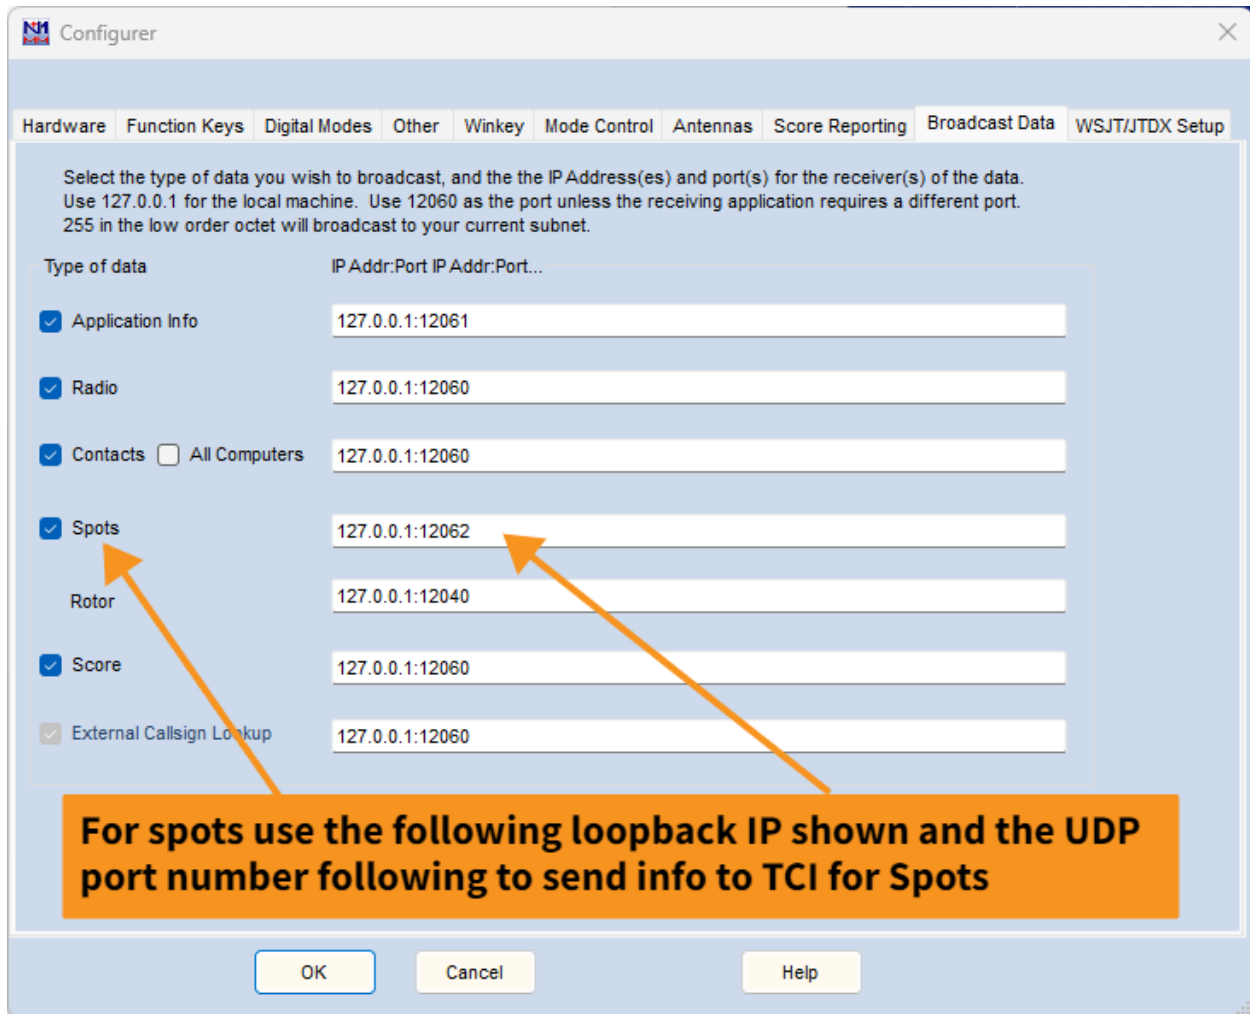 Configurer
Hardware Function Keys Digital Modes Other Winkey Mode Control Antennas Score Reporting Broadcast Data WSJT/JTDX Setup
Select the type of data you wish to broadcast, and the the IP Address(es) and port(s) for the receiver(s) of the data.
Use 127.0.0.1 for the local machine. Use 12060 as the port unless the receiving application requires a different port.
255 in the low order octet will broadcast to your current subnet.
Type of data IP Addr:Port IP Addr:Port...
Application Info 127.0.0.1:12061
Radio 127.0.0.1:12060
Contacts All Computers 127.0.0.1:12060
Spots 127.0.0.1:12062
Rotor 127.0.0.1:12040
Score 127.0.0.1:12060
External Callsign Lookup 127.0.0.1:12060
For spots use the following loopback IP shown and the UDP
port number following to send info to TCI for Spots
OK Cancel Help